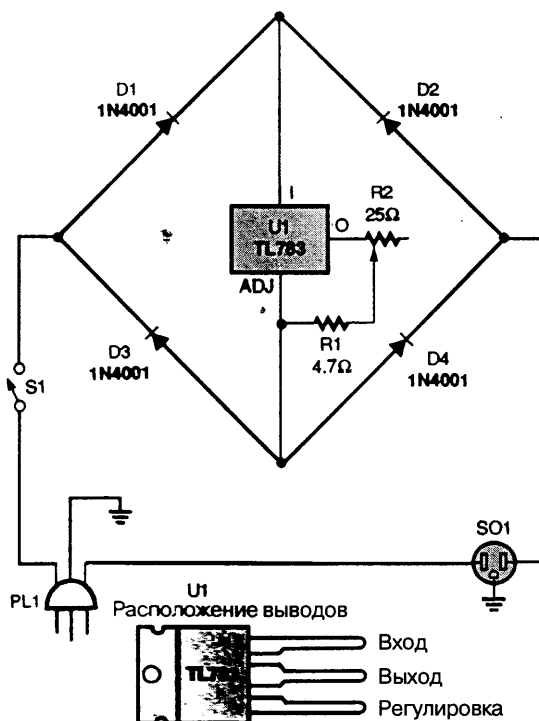 D1
1N4001
D2
1N4001
I
R2
25Ω
U1
TL783
O
ADJ
R1
4.7Ω
D3
1N4001
D4
1N4001
S1
SO1
PL1
U1
Расположение выводов
TL783
Вход
Выход
Регулировка